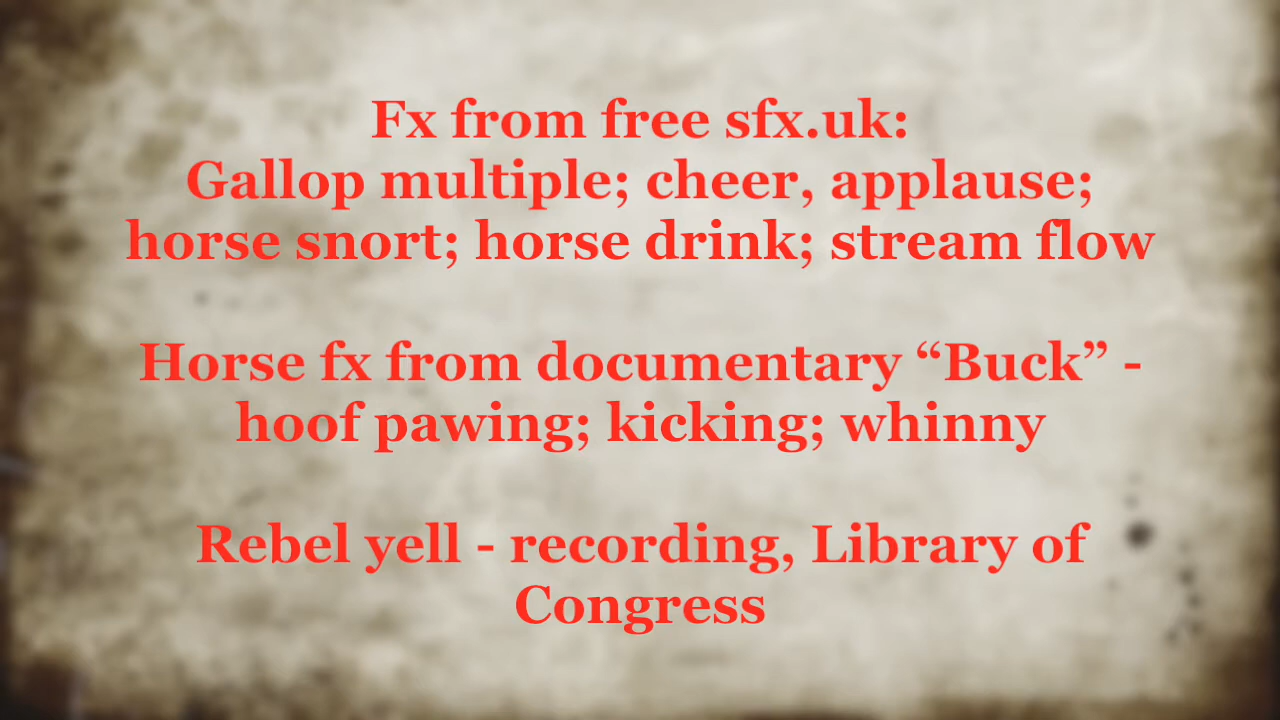 Fx from free sfx.uk:
Gallop multiple; cheer, applause;
horse snort; horse drink; stream flow
Horse fx from documentary “Buck” -
hoof pawing; kicking; whinny
Rebel yell - recording, Library of
Congress